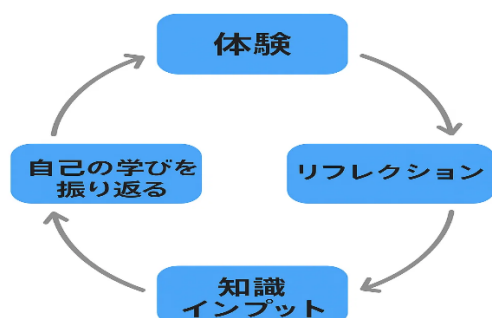 体験
リフレクション
知識
インプット
自己の学びを
振り返る